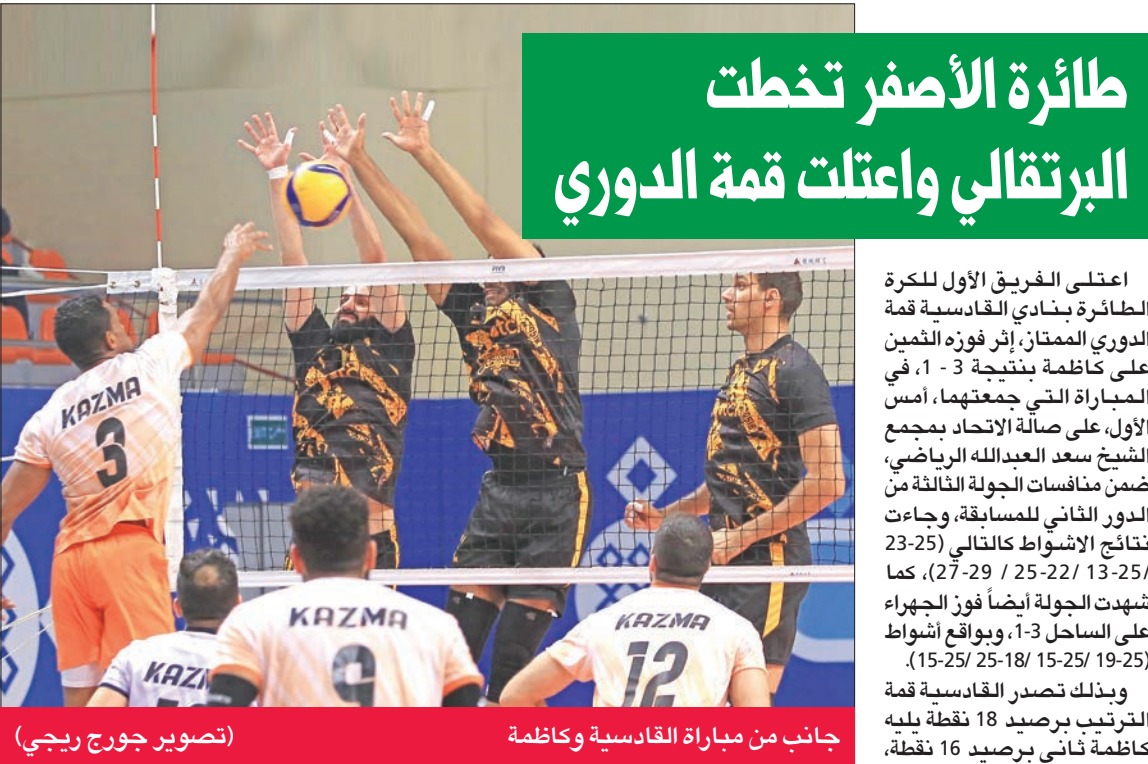 طائرة الأصفر تخطت
البرتقالي واعتلت قمة الدوري
اعتلى الفريق الأول للكرة
الطائرة بنادي القادسية قمة
الدوري الممتاز، إثر فوزه الثمين
على كاظمة بنتيجة 3 - 1، في
المباراة التي جمعتهما، أمس
الأول، على صالة الاتحاد بمجمع
الشيخ سعد العبدالله الرياضي،
ضمن منافسات الجولة الثالثة من
الدور الثاني للمسابقة، وجاءت
نتائج الاشواط كالتالي (25-23
/25-13 /22-25 / 29-27)، كما
شهدت الجولة أيضاً فوز الجهراء
على الساحل 3-1، وبواقع أشواط
(25-19 /25-15 /18-25 /25-15).
وبذلك تصدر القادسية قمة
الترتيب برصيد 18 نقطة يليه
كاظمة ثاني برصيد 16 نقطة،
KAZMA
3
KAZMA
9
KAZMA
12
جانب من مباراة القادسية وكاظمة
(تصوير جورج ريجي)